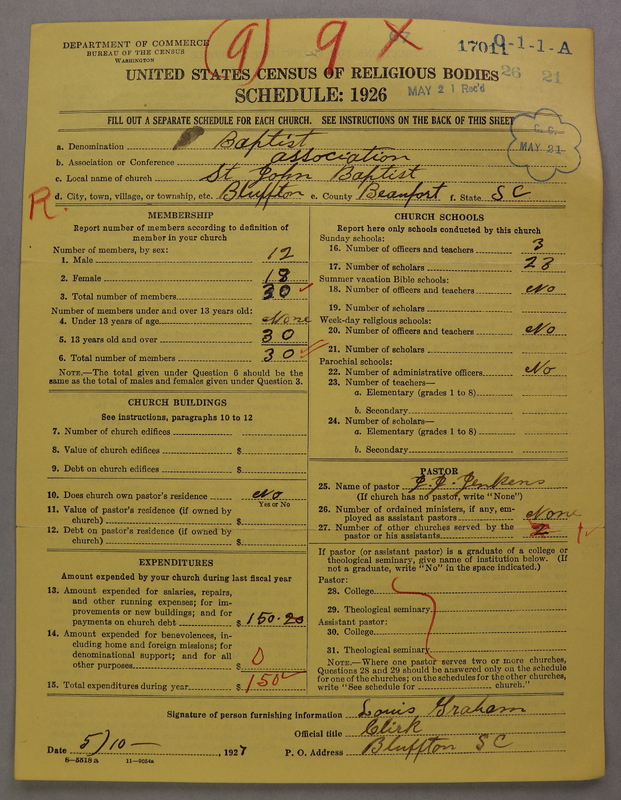 DEPARTMENT OF COMMERCE
BUREAU OF THE CENSUS
WASHINGTON
(9) 9 X
17011 0-1-1-A
26 21
UNITED STATES CENSUS OF RELIGIOUS BODIES
SCHEDULE: 1926
MAY 21 Rec'd
FILL OUT A SEPARATE SCHEDULE FOR EACH CHURCH. SEE INSTRUCTIONS ON THE BACK OF THIS SHEET
C. C.
MAY 21
a. Denomination Baptist
b. Association or Conference association
c. Local name of church St John Baptist
d. City, town, village, or township, etc. Bluffton e. County Beaufort f. State S C
R.
MEMBERSHIP
Report number of members according to definition of
member in your church
Number of members, by sex:
1. Male 12
2. Female 18
3. Total number of members 30
Number of members under and over 13 years old:
4. Under 13 years of age None
5. 13 years old and over 30
6. Total number of members 30
NOTE.—The total given under Question 6 should be
same as the total of males and females given under Question 3.
CHURCH BUILDINGS
See instructions, paragraphs 10 to 12
7. Number of church edifices
8. Value of church edifices $
9. Debt on church edifices $
10. Does church own pastor's residence No
Yes or No
11. Value of pastor's residence (if owned by
church) $
12. Debt on pastor's residence (if owned by
church) $
EXPENDITURES
Amount expended by your church during last fiscal year
13. Amount expended for salaries, repairs,
and other running expenses; for im-
provements or new buildings; and for
payments on church debt $ 150.20
14. Amount expended for benevolences, in-
cluding home and foreign missions; for
denominational support; and for all
other purposes $ 0
15. Total expenditures during year $ 150
CHURCH SCHOOLS
Report here only schools conducted by this church
Sunday schools:
16. Number of officers and teachers 3
17. Number of scholars 23
Summer vacation Bible schools:
18. Number of officers and teachers No
19. Number of scholars
Week-day religious schools:
20. Number of officers and teachers No
21. Number of scholars
Parochial schools:
22. Number of administrative officers No
23. Number of teachers—
a. Elementary (grades 1 to 8)
b. Secondary
24. Number of scholars—
a. Elementary (grades 1 to 8)
b. Secondary
PASTOR
25. Name of pastor Jenkens
(If church has no pastor, write "None")
26. Number of ordained ministers, if any, em-
ployed as assistant pastors None
27. Number of other churches served by the
pastor or his assistants 2
If pastor (or assistant pastor) is a graduate of a college or
theological seminary, give name of institution below. (If
not a graduate, write "No" in the space indicated.)
Pastor:
28. College
29. Theological seminary
Assistant pastor:
30. College
31. Theological seminary
NOTE.—Where one pastor serves two or more churches,
Questions 28 and 29 should be answered only on the schedule
for one of the churches; on the schedules for the other churches,
write "See schedule for church."
Signature of person furnishing information Louis Graham
Official title Clirk
Date 5/10 —, 1927 P. O. Address Bluffton S C
8-5518a 11-9054a